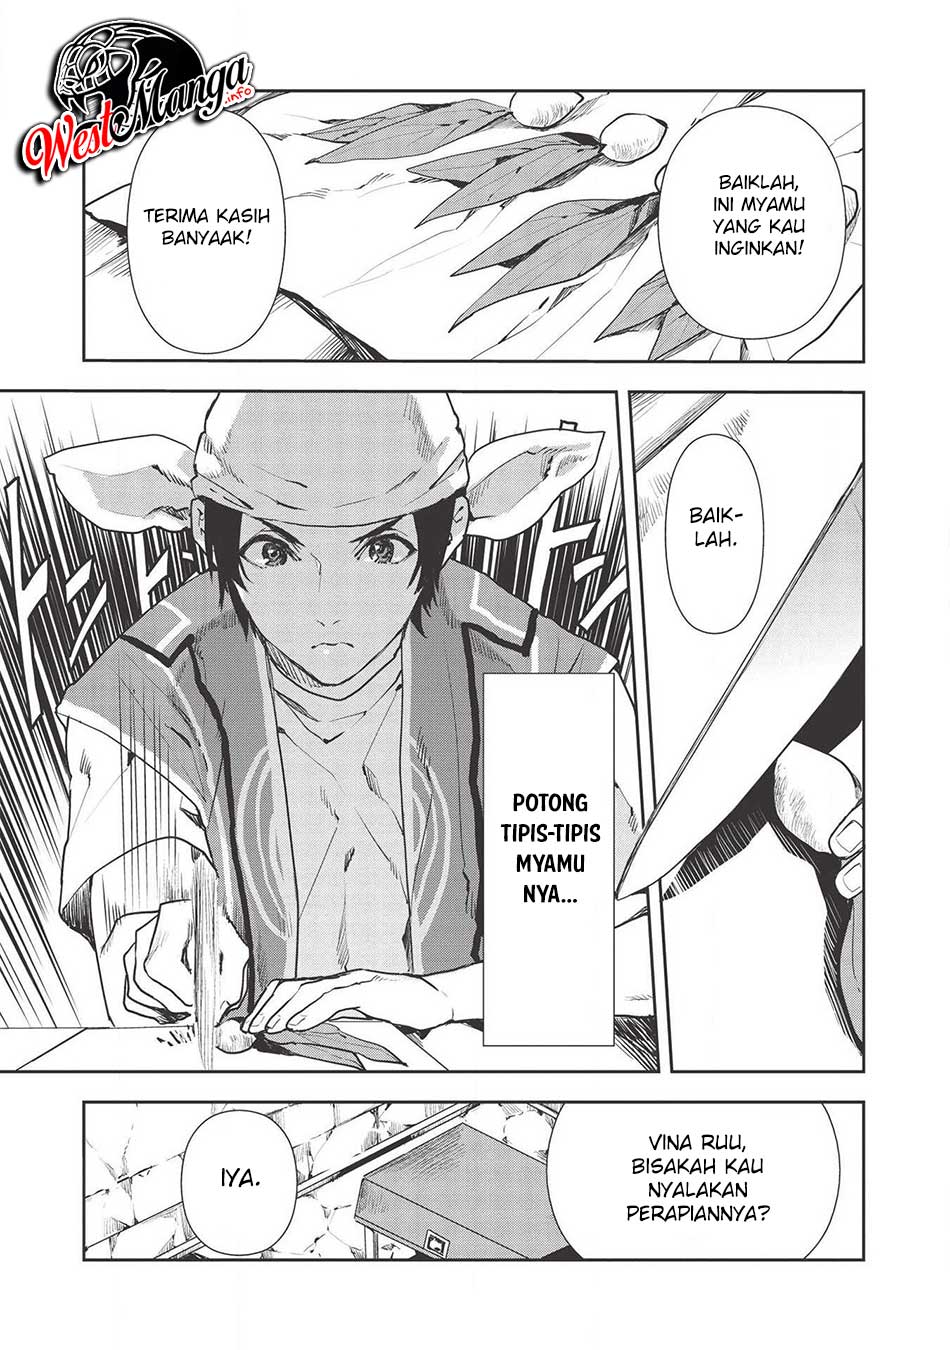 WestManga
.info
BAIKLAH,
INI MYAMU
YANG KAU
INGINKAN!
TERIMA KASIH
BANYAAK!
BAIK-
LAH.
POTONG
TIPIS-TIPIS
MYAMU
NYA...
VINA RUU,
BISAKAH KAU
NYALAKAN
PERAPIANNYA?
IYA.